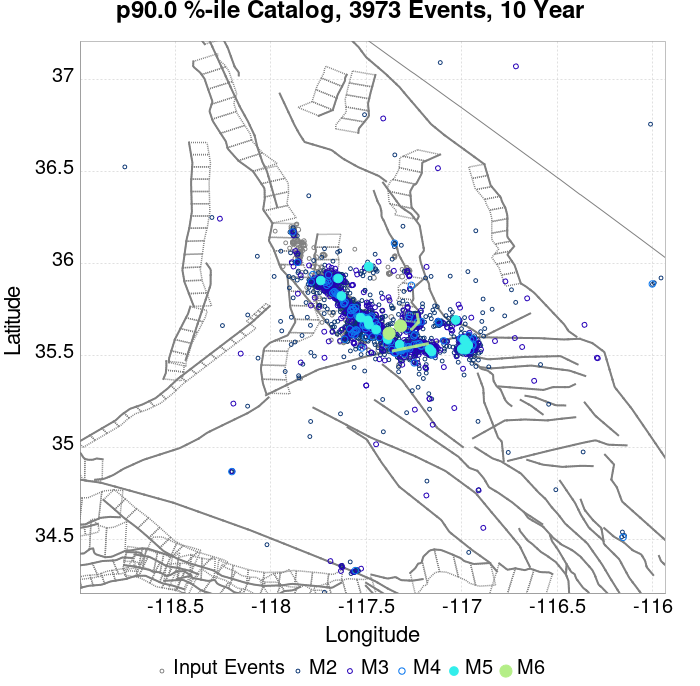 p90.0 %-ile Catalog, 3973 Events, 10 Year
37
36.5
36
35.5
35
34.5
Latitude
-118.5 -118 -117.5 -117 -116.5 -116
Longitude
Input Events M2 M3 M4 M5 M6